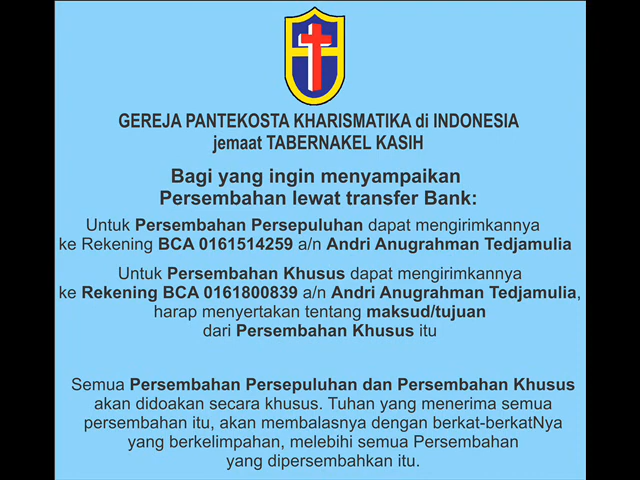 GEREJA PANTEKOSTA KHARISMATIKA di INDONESIA
jemaat TABERNAKEL KASIH
Bagi yang ingin menyampaikan
Persembahan lewat transfer Bank:
Untuk Persembahan Persepuluhan dapat mengirimkannya
ke Rekening BCA 0161514259 a/n Andri Anugrahman Tedjamulia
Untuk Persembahan Khusus dapat mengirimkannya
ke Rekening BCA 0161800839 a/n Andri Anugrahman Tedjamulia,
harap menyertakan tentang maksud/tujuan
dari Persembahan Khusus itu
Semua Persembahan Persepuluhan dan Persembahan Khusus
akan didoakan secara khusus. Tuhan yang menerima semua
persembahan itu, akan membalasnya dengan berkat-berkatNya
yang berkelimpahan, melebihi semua Persembahan
yang dipersembahkan itu.